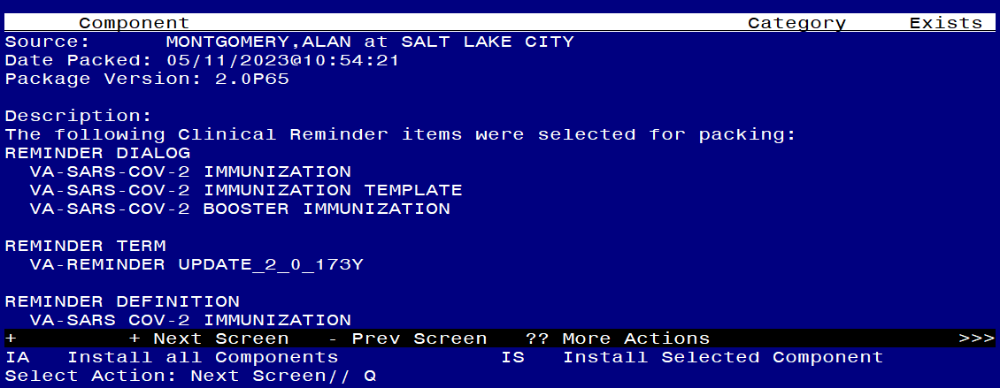 Component Category Exists
Source: MONTGOMERY,ALAN at SALT LAKE CITY
Date Packed: 05/11/2023@10:54:21
Package Version: 2.0P65
Description:
The following Clinical Reminder items were selected for packing:
REMINDER DIALOG
VA-SARS-COV-2 IMMUNIZATION
VA-SARS-COV-2 IMMUNIZATION TEMPLATE
VA-SARS-COV-2 BOOSTER IMMUNIZATION
REMINDER TERM
VA-REMINDER UPDATE_2_0_173Y
REMINDER DEFINITION
VA-SARS COV-2 IMMUNIZATION
+ + Next Screen - Prev Screen ?? More Actions >>>
IA Install all Components IS Install Selected Component
Select Action: Next Screen// Q